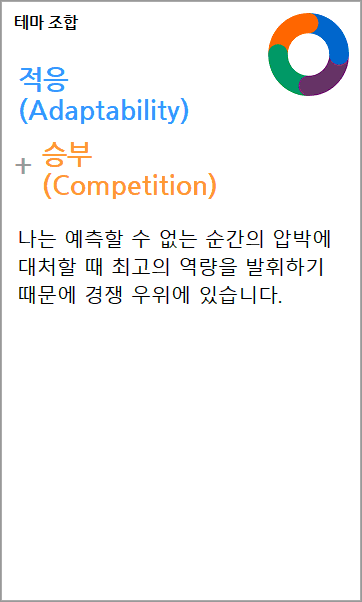 테마 조합
적응
(Adaptability)
+ 승부
(Competition)
나는 예측할 수 없는 순간의 압박에
대처할 때 최고의 역량을 발휘하기
때문에 경쟁 우위에 있습니다.